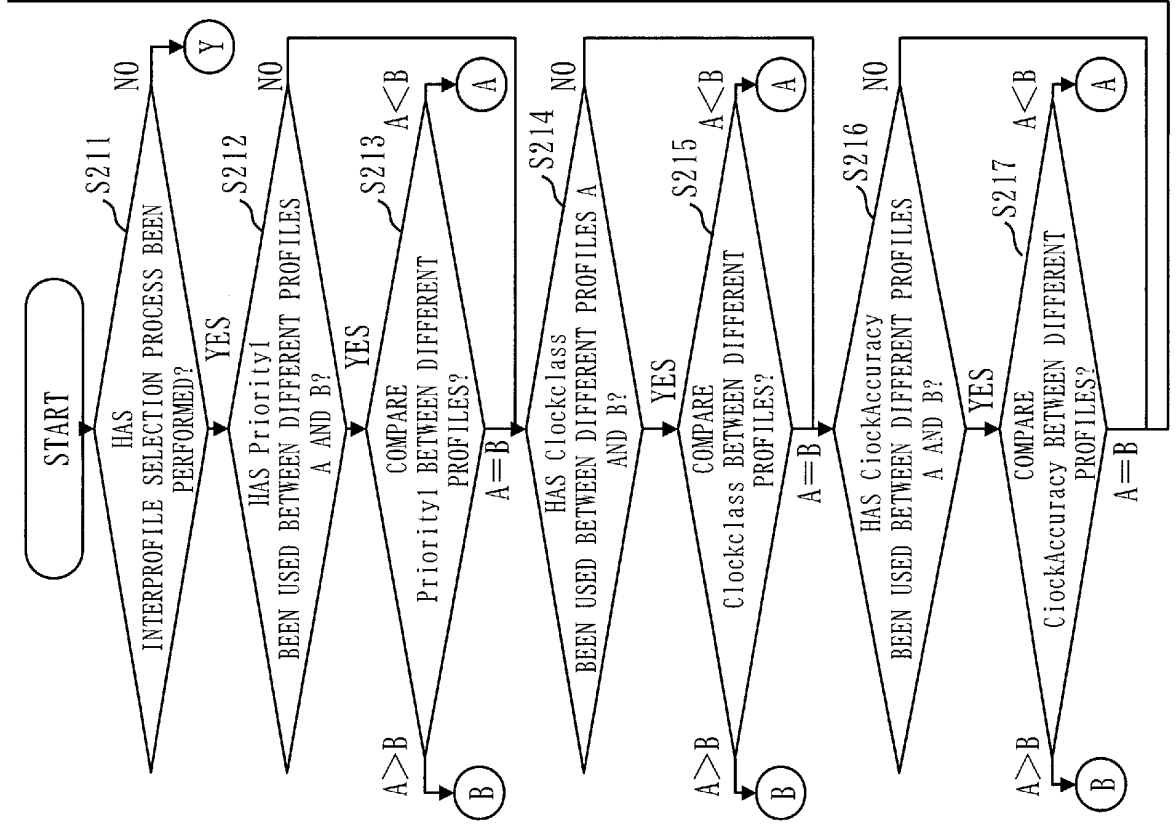 START
S211
HAS
INTERPROFILE SELECTION PROCESS BEEN
PERFORMED?
NO
Y
YES
S212
HAS Priority1
BEEN USED BETWEEN DIFFERENT PROFILES
A AND B?
NO
YES
S213
COMPARE
Priority1 BETWEEN DIFFERENT
PROFILES?
A>B
B
A<B
A
A=B
S214
HAS Clockclass
BEEN USED BETWEEN DIFFERENT PROFILES A
AND B?
NO
YES
S215
COMPARE
Clockclass BETWEEN DIFFERENT
PROFILES?
A>B
B
A<B
A
A=B
S216
HAS CiockAccuracy
BEEN USED BETWEEN DIFFERENT PROFILES
A AND B?
NO
YES
S217
COMPARE
CiockAccuracy BETWEEN DIFFERENT
PROFILES?
A>B
B
A<B
A
A=B